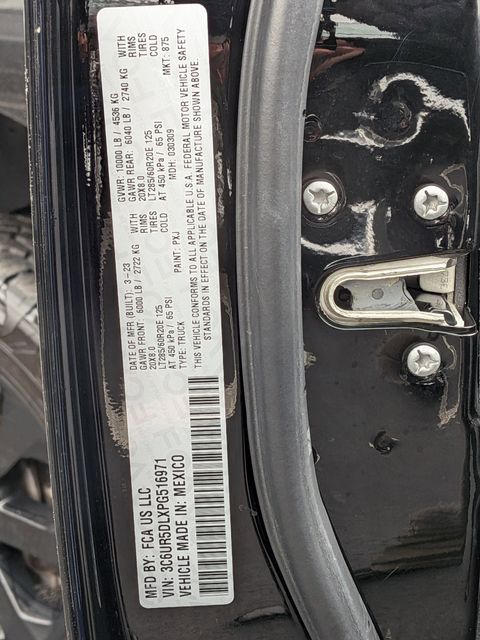 MFD BY: FCA US LLC
VIN: 3C6UR5DLXPG516971
VEHICLE MADE IN: MEXICO
DATE OF MFR (BUILT): 3-23
GVWR: 10000 LB / 4536 KG
GAWR FRONT: 6000 LB / 2722 KG WITH
GAWR REAR: 6040 LB / 2740 KG WITH
20X8.0 RIMS
20X8.0 RIMS
LT285/60R20E 125 TIRES
LT285/60R20E 125 TIRES
AT 450 kPa / 65 PSI COLD
AT 450 kPa / 65 PSI COLD
TYPE: TRUCK PAINT: PXJ MDH: 030309 MKT: 875
THIS VEHICLE CONFORMS TO ALL APPLICABLE U.S.A. FEDERAL MOTOR VEHICLE SAFETY
STANDARDS IN EFFECT ON THE DATE OF MANUFACTURE SHOWN ABOVE.